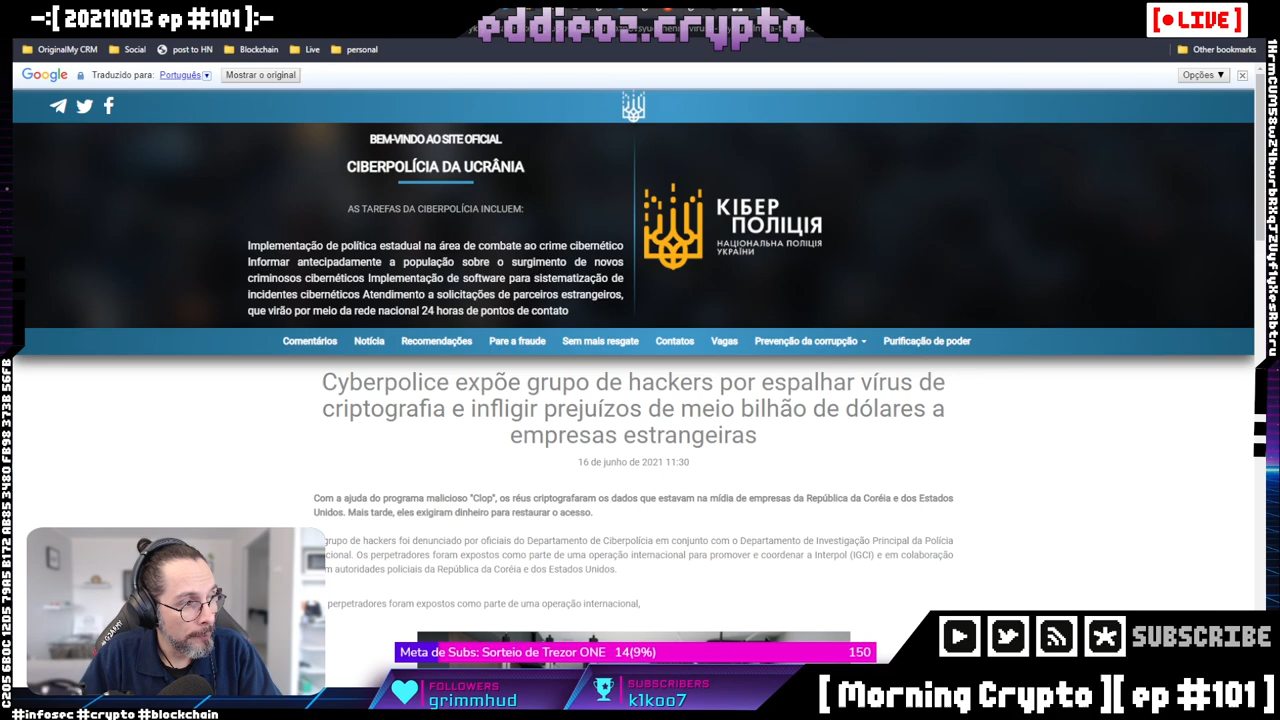 -:[ 20211013 ep #101 ]:-
eddieoz.crypto
[● LIVE]
OriginalMy CRM Social post to HN Blockchain Live personal Other bookmarks
Google Traduzido para: Português Mostrar o original Opções ▼
BEM-VINDO AO SITE OFICIAL
CIBERPOLÍCIA DA UCRÂNIA
AS TAREFAS DA CIBERPOLÍCIA INCLUEM:
Implementação de política estadual na área de combate ao crime cibernético
Informar antecipadamente a população sobre o surgimento de novos
criminosos cibernéticos Implementação de software para sistematização de
incidentes cibernéticos Atendimento a solicitações de parceiros estrangeiros,
que virão por meio da rede nacional 24 horas de pontos de contato
КІБЕР
ПОЛІЦІЯ
НАЦІОНАЛЬНА ПОЛІЦІЯ
УКРАЇНИ
Comentários Notícia Recomendações Pare a fraude Sem mais resgate Contatos Vagas Prevenção da corrupção Purificação de poder
Cyberpolice expõe grupo de hackers por espalhar vírus de
criptografia e infligir prejuízos de meio bilhão de dólares a
empresas estrangeiras
16 de junho de 2021 11:30
Com a ajuda do programa malicioso "Clop", os réus criptografaram os dados que estavam na mídia de empresas da República da Coréia e dos Estados
Unidos. Mais tarde, eles exigiram dinheiro para restaurar o acesso.
grupo de hackers foi denunciado por oficiais do Departamento de Ciberpolícia em conjunto com o Departamento de Investigação Principal da Polícia
cional. Os perpetradores foram expostos como parte de uma operação internacional para promover e coordenar a Interpol (IGCI) e em colaboração
m autoridades policiais da República da Coréia e dos Estados Unidos.
perpetradores foram expostos como parte de uma operação internacional,
Meta de Subs: Sorteio de Trezor ONE 14(9%) 150
FOLLOWERS
grimmhud
SUBSCRIBERS
k1koo7
SUBSCRIBE
[ Morning Crypto ][ ep #101 ]
#infosec #crypto #blockchain